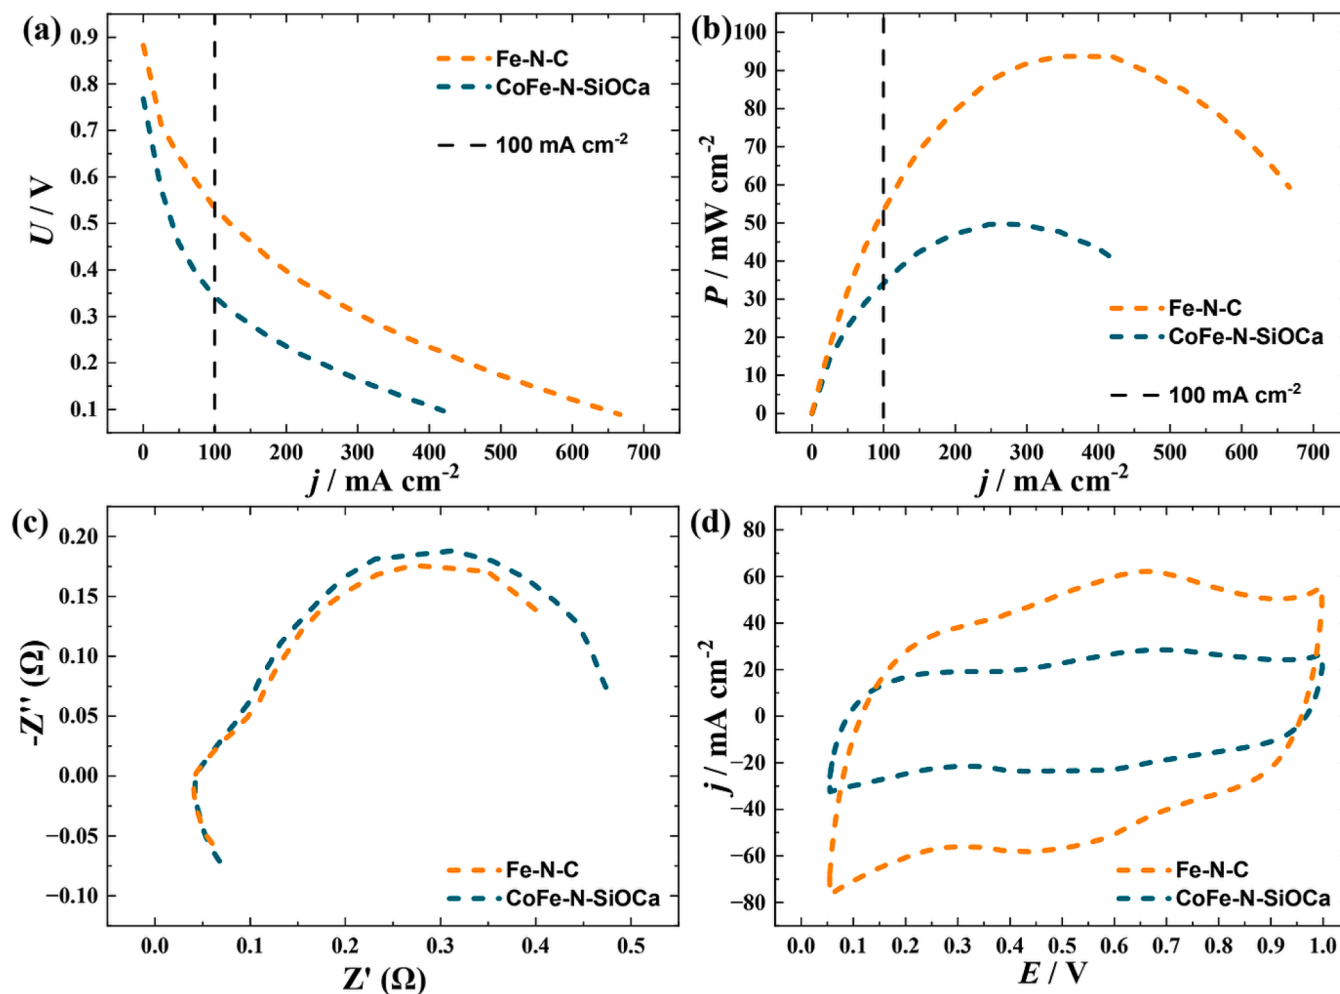 (a)
0.9
0.8
0.7
0.6
0.5
0.4
0.3
0.2
0.1
U / V
Fe-N-C
CoFe-N-SiOCa
100 mA cm⁻²
0 100 200 300 400 500 600 700
j / mA cm⁻²
(b)
100
90
80
70
60
50
40
30
20
10
0
P / mW cm⁻²
Fe-N-C
CoFe-N-SiOCa
100 mA cm⁻²
0 100 200 300 400 500 600 700
j / mA cm⁻²
(c)
0.20
0.15
0.10
0.05
0.00
−0.05
−0.10
-Z'' (Ω)
Fe-N-C
CoFe-N-SiOCa
0.0 0.1 0.2 0.3 0.4 0.5
Z' (Ω)
(d)
80
60
40
20
0
−20
−40
−60
−80
j / mA cm⁻²
Fe-N-C
CoFe-N-SiOCa
0.0 0.1 0.2 0.3 0.4 0.5 0.6 0.7 0.8 0.9 1.0
E / V